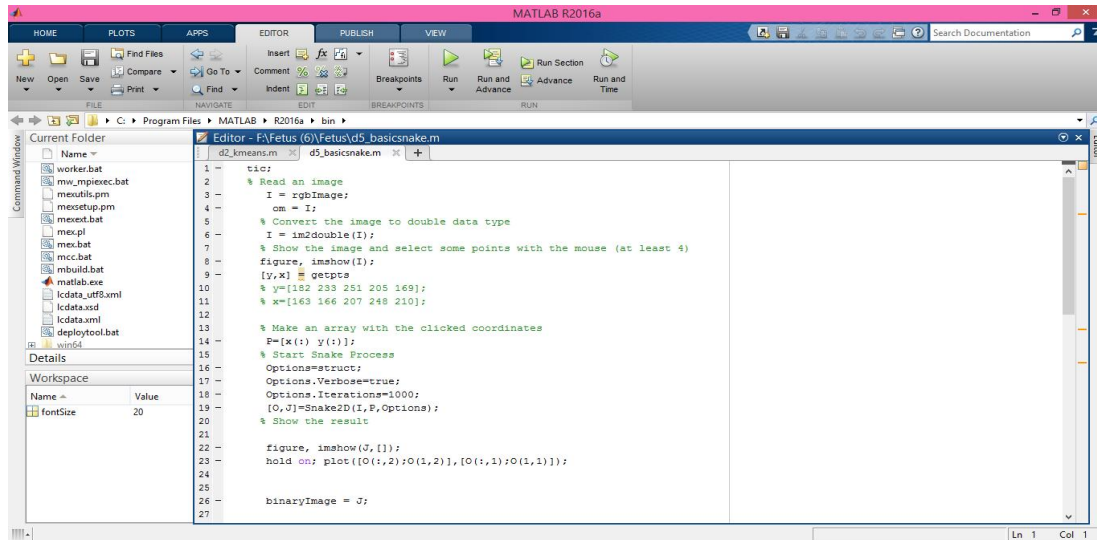 MATLAB R2016a
HOME PLOTS APPS EDITOR PUBLISH VIEW
Search Documentation
New Open Save Find Files Compare Print
FILE
Go To Find
NAVIGATE
Insert fx
Comment %
Indent
EDIT
Breakpoints
BREAKPOINTS
Run Run and Advance Run Section Advance Run and Time
RUN
C: Program Files MATLAB R2016a bin
Command Window
Current Folder
Name
worker.bat
mw_mpiexec.bat
mexutils.pm
mexsetup.pm
mexext.bat
mex.pl
mex.bat
mcc.bat
mbuild.bat
matlab.exe
lcdata_utf8.xml
lcdata.xsd
lcdata.xml
deploytool.bat
win64
Details
Workspace
Name Value
fontSize 20
Editor - F:\Fetus (6)\Fetus\d5_basicsnake.m
d2_kmeans.m d5_basicsnake.m +
1 - tic;
2 % Read an image
3 - I = rgbImage;
4 - om = I;
5 % Convert the image to double data type
6 - I = im2double(I);
7 % Show the image and select some points with the mouse (at least 4)
8 - figure, imshow(I);
9 - [y,x] = getpts
10 % y=[182 233 251 205 169];
11 % x=[163 166 207 248 210];
12
13 % Make an array with the clicked coordinates
14 - P=[x(:) y(:)];
15 % Start Snake Process
16 - Options=struct;
17 - Options.Verbose=true;
18 - Options.Iterations=1000;
19 - [O,J]=Snake2D(I,P,Options);
20 % Show the result
21
22 - figure, imshow(J,[]);
23 - hold on; plot([O(:,2);O(1,2)],[O(:,1);O(1,1)]);
24
25
26 - binaryImage = J;
27
Ln 1 Col 1